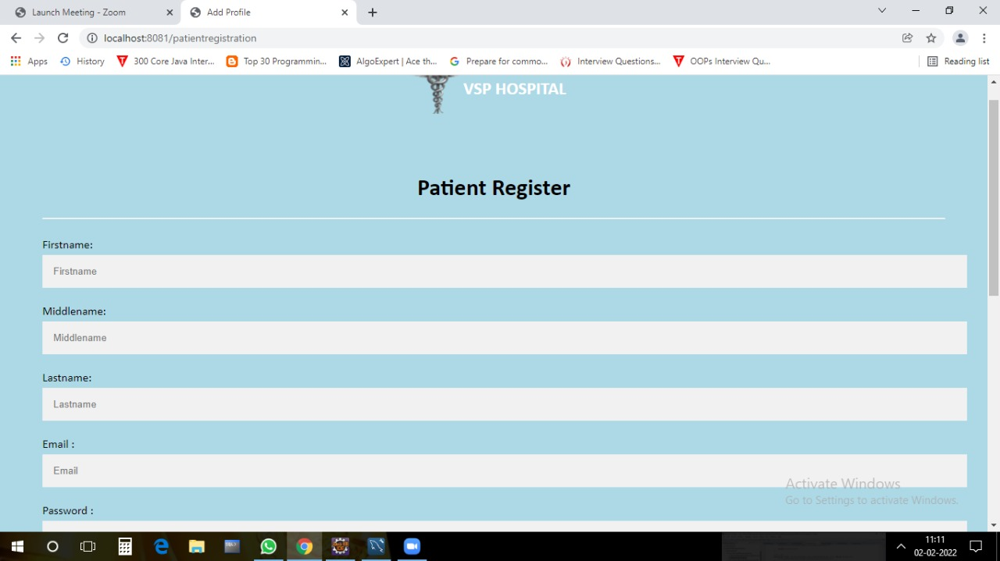 Launch Meeting - Zoom
Add Profile
localhost:8081/patientregistration
Apps
History
300 Core Java Inter...
Top 30 Programmin...
AlgoExpert | Ace th...
Prepare for commo...
Interview Questions...
OOPs Interview Qu...
Reading list
VSP HOSPITAL
Patient Register
Firstname:
Firstname
Middlename:
Middlename
Lastname:
Lastname
Email :
Email
Activate Windows
Go to Settings to activate Windows.
Password :
11:11
02-02-2022